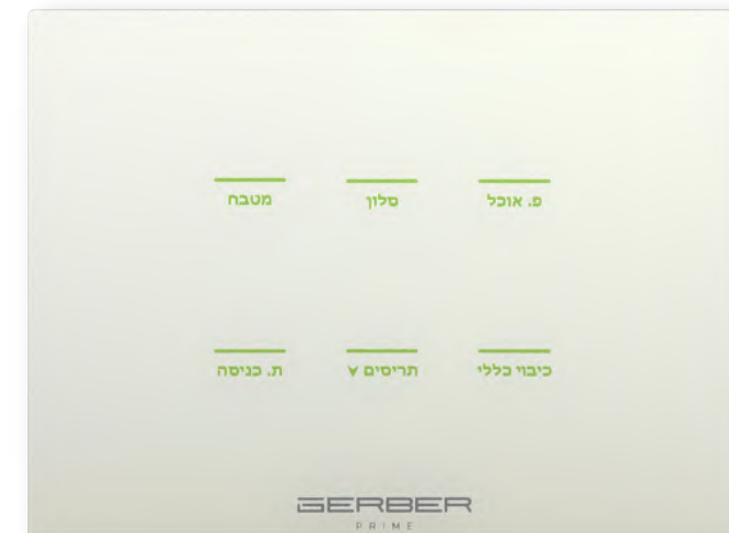 פ. אוכל
סלון
מטבח
כיבוי כללי
תריסים ⮟
ת. כניסה
GERBER
PRIME